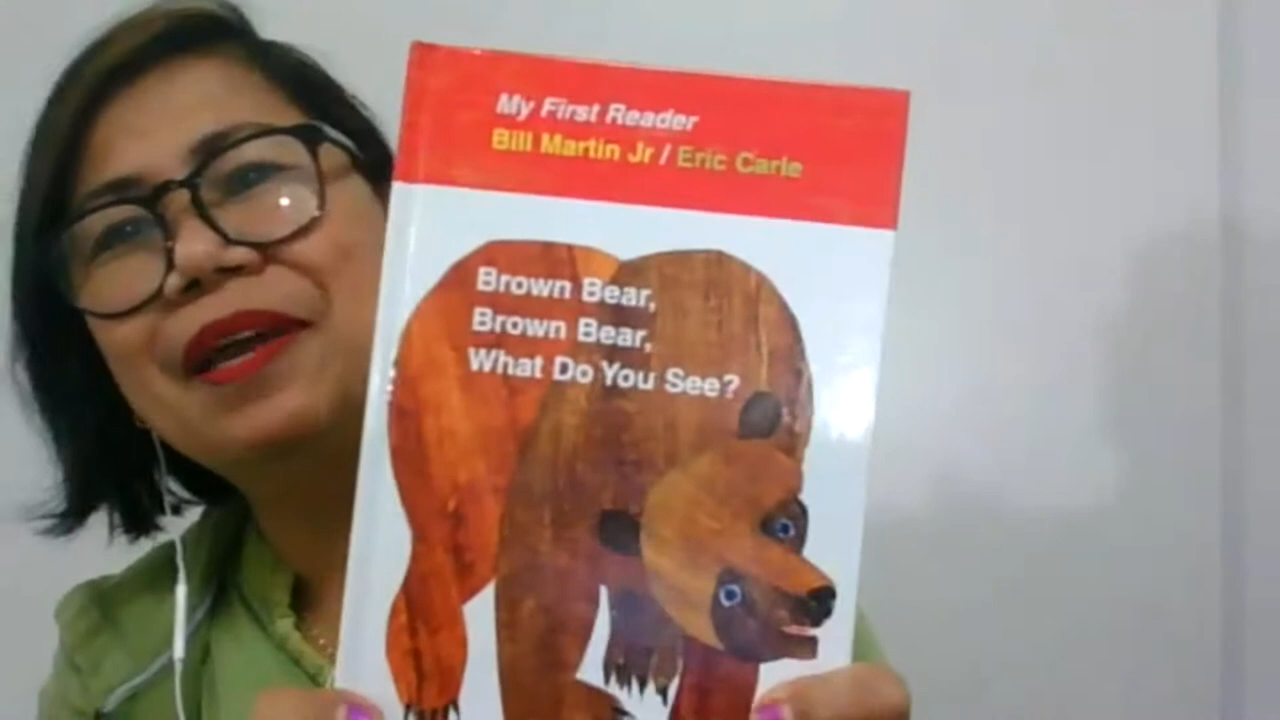 My First Reader
Bill Martin Jr / Eric Carle
Brown Bear,
Brown Bear,
What Do You See?